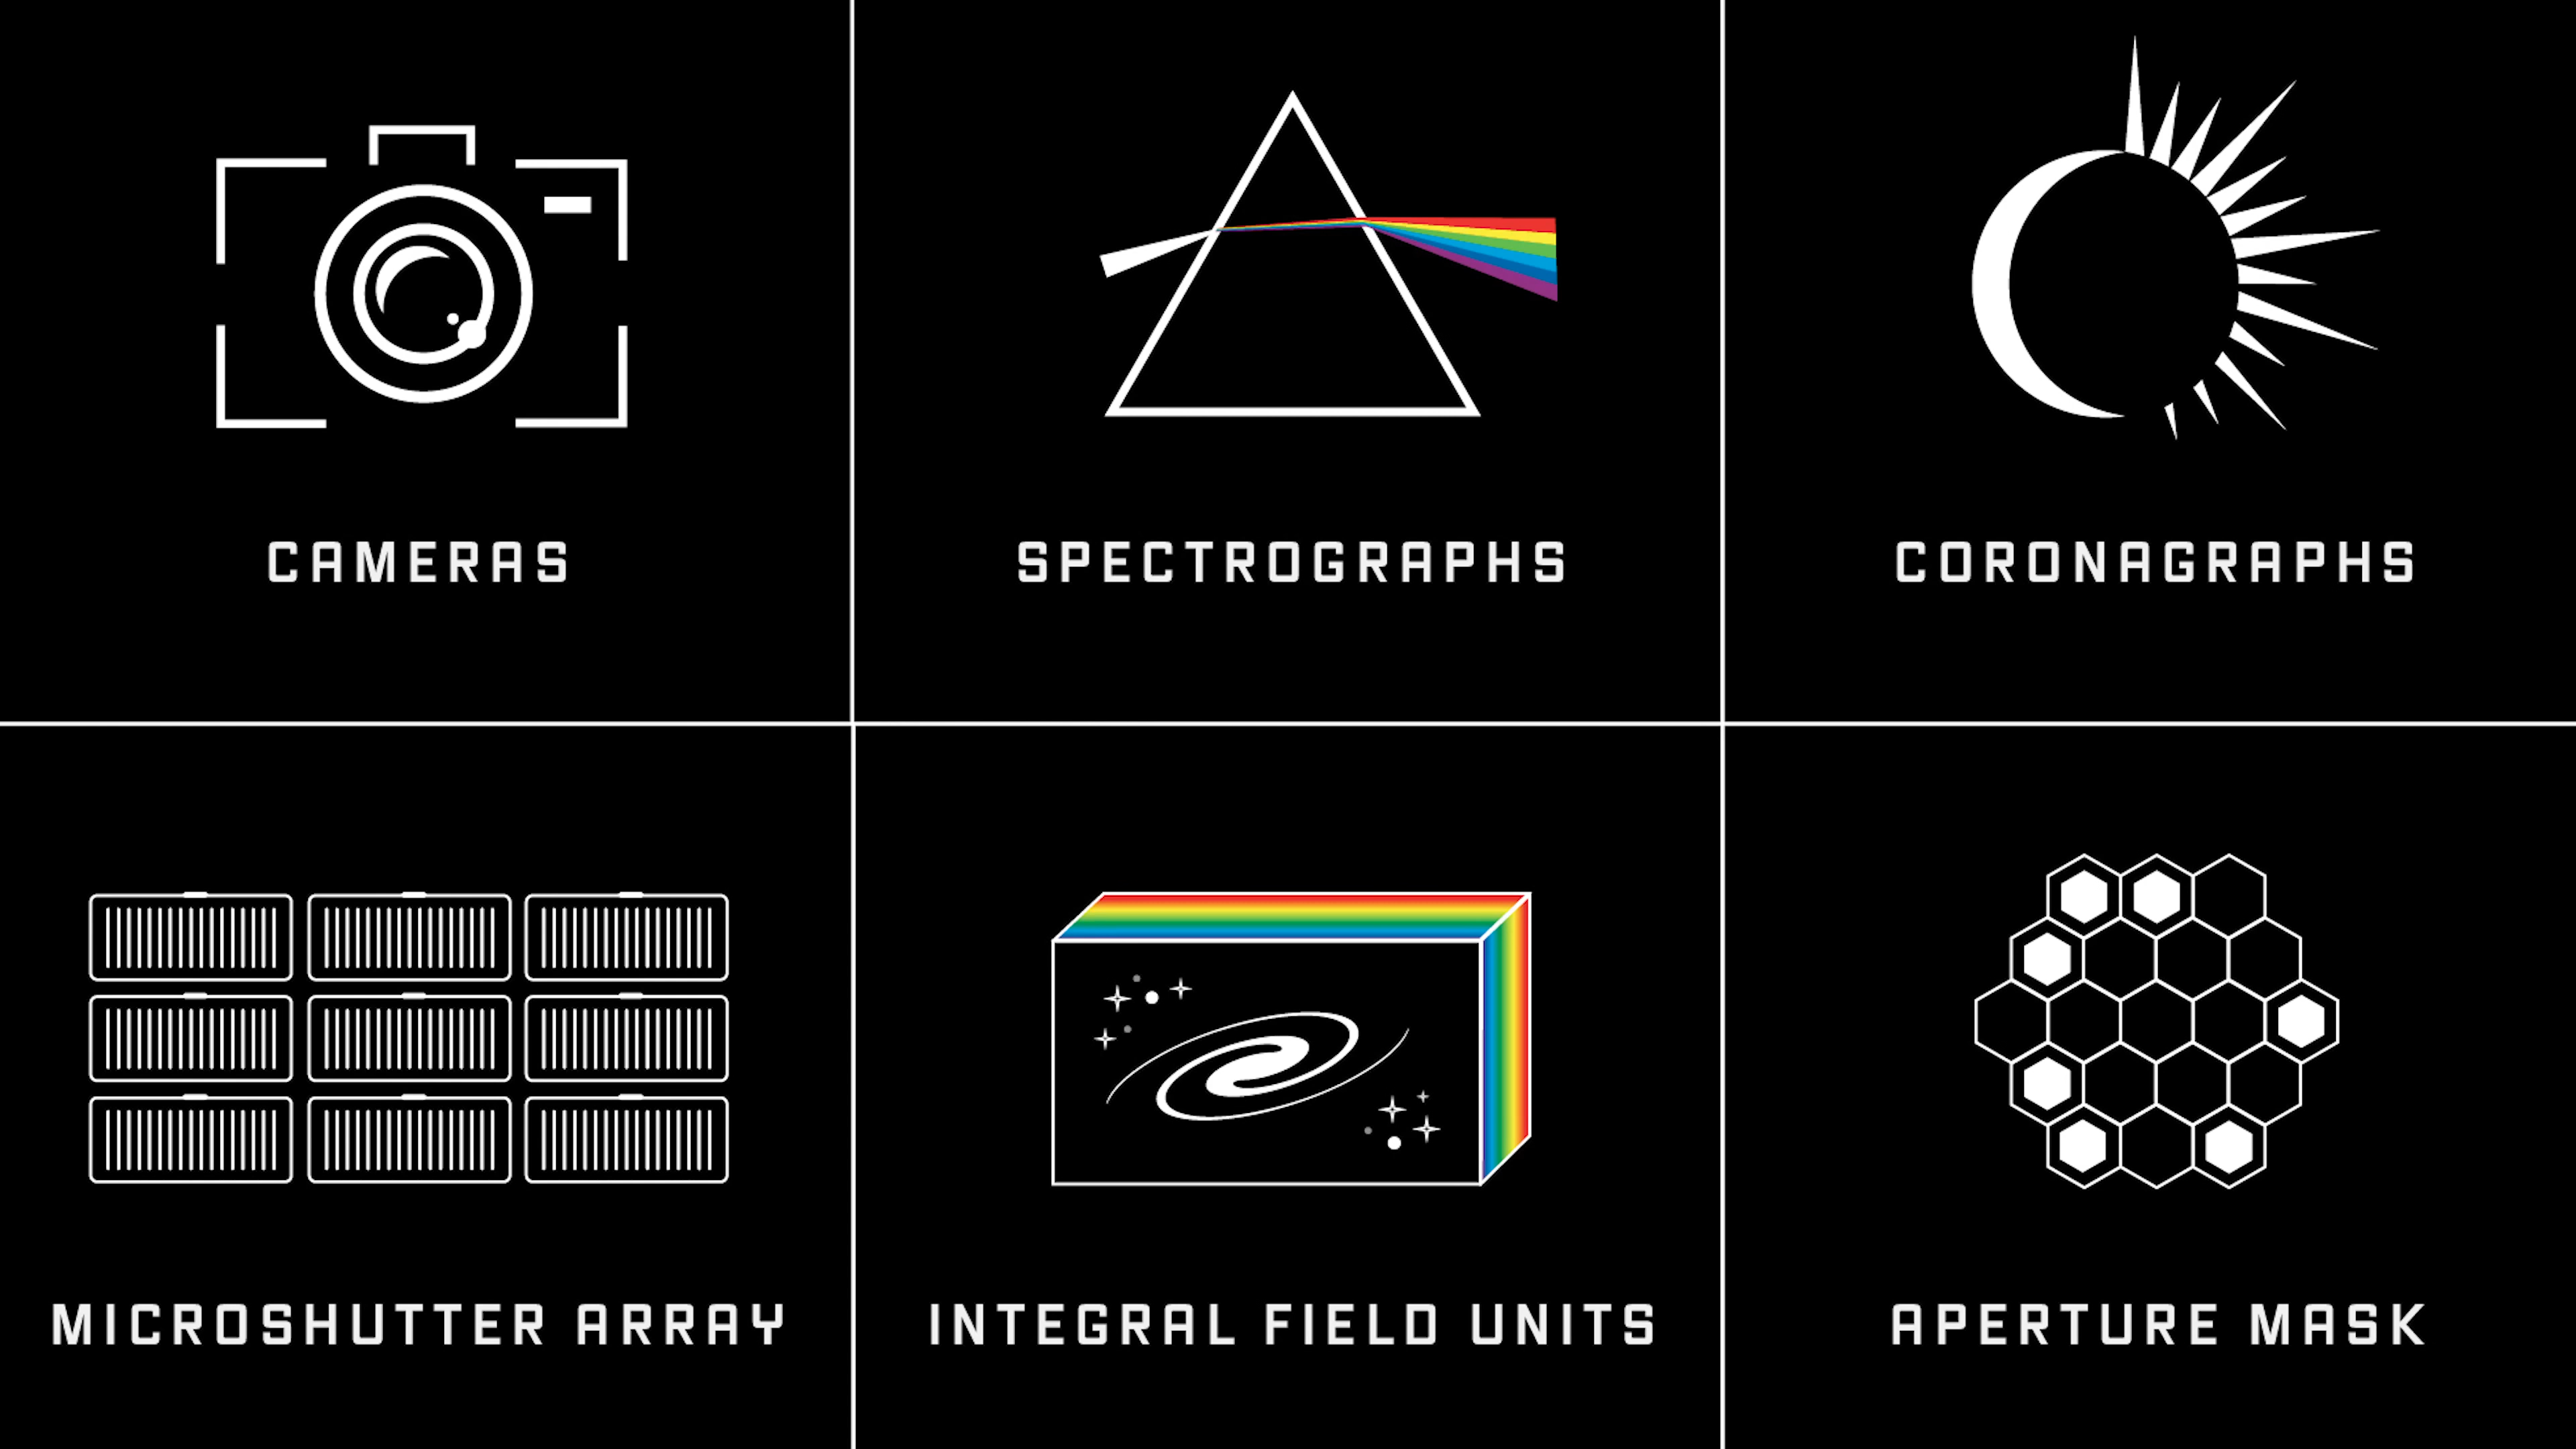 CAMERAS
SPECTROGRAPHS
CORONAGRAPHS
MICROSHUTTER ARRAY
INTEGRAL FIELD UNITS
APERTURE MASK